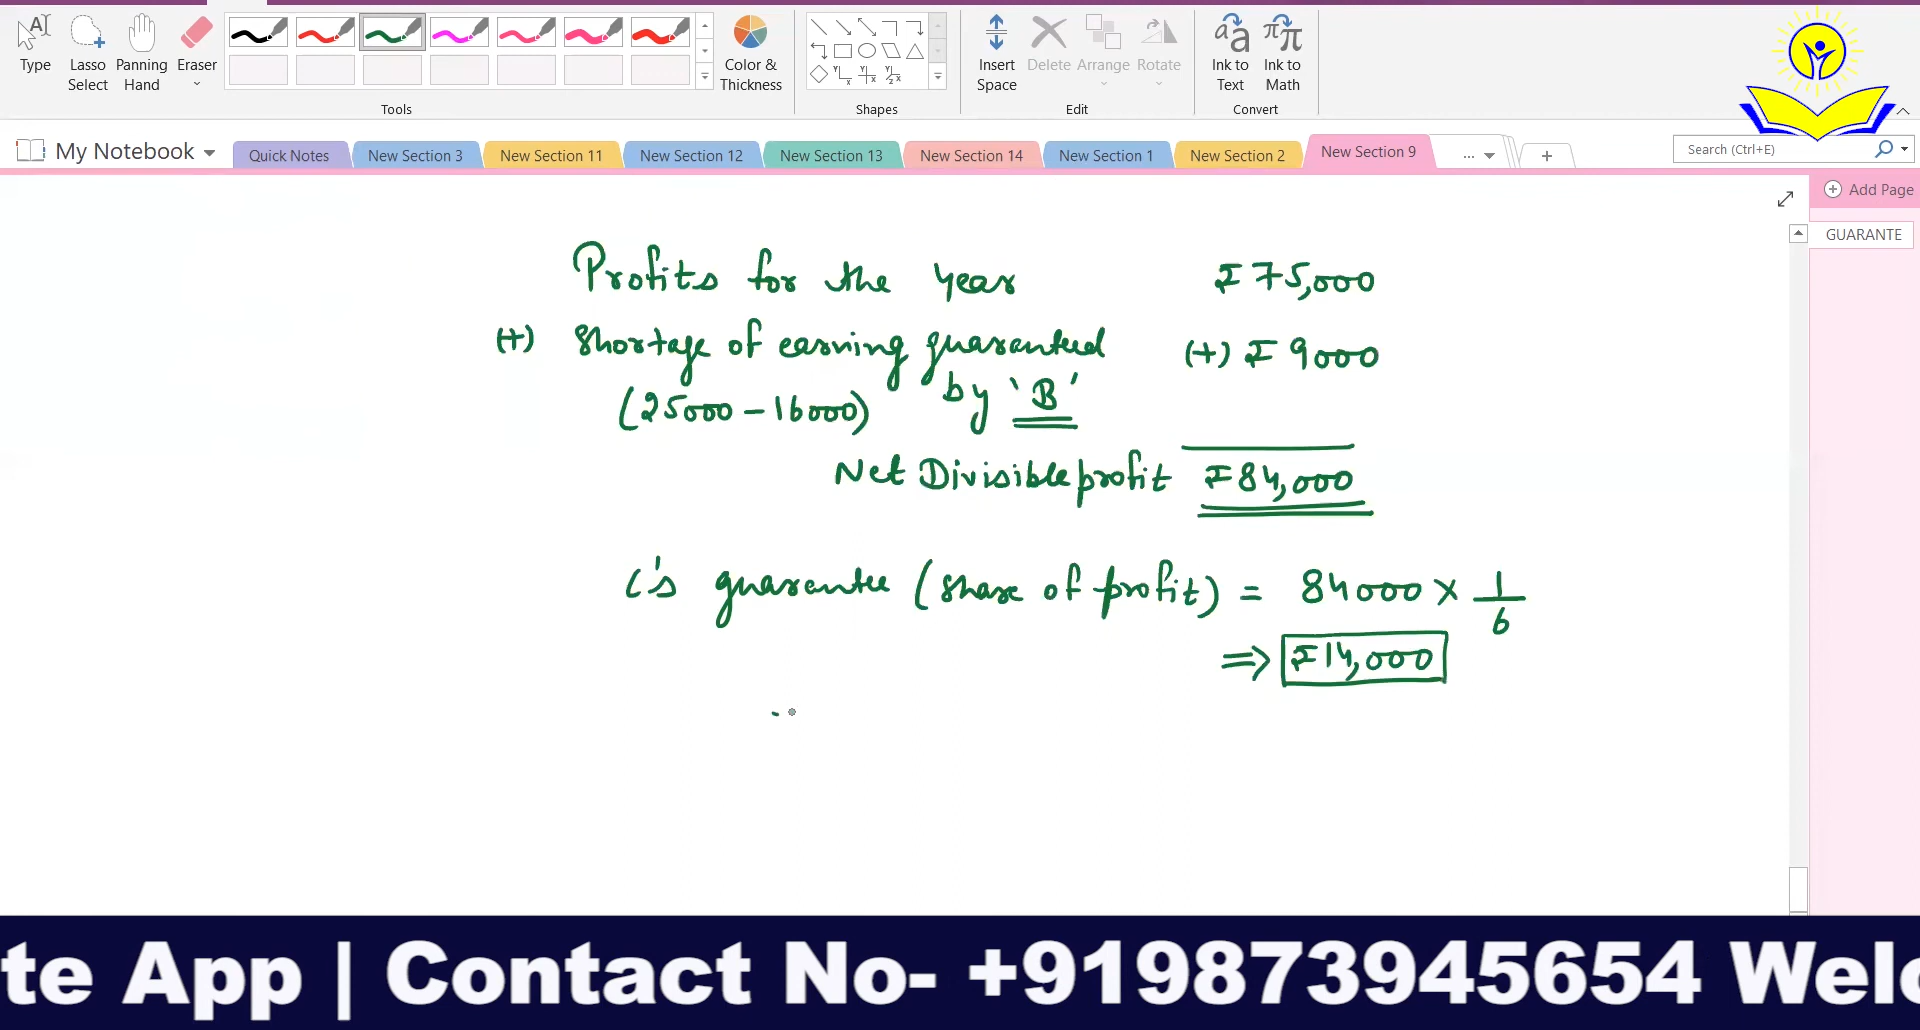 Type
Lasso Select
Panning Hand
Eraser
Color & Thickness
Insert Space
Delete
Arrange
Rotate
Ink to Text
Ink to Math
Tools
Shapes
Edit
Convert
My Notebook
Quick Notes
New Section 3
New Section 11
New Section 12
New Section 13
New Section 14
New Section 1
New Section 2
New Section 9
...
Search (Ctrl+E)
Add Page
GUARANTE
Profits for the year ₹75,000
(+) Shortage of earning guaranteed (+) ₹9000
(25000 - 16000) by 'B'
Net Divisible profit ₹84,000
C's guarantee (share of profit) = 84000 × 1/6
⇒ ₹14,000
te App | Contact No- +919873945654 Welc